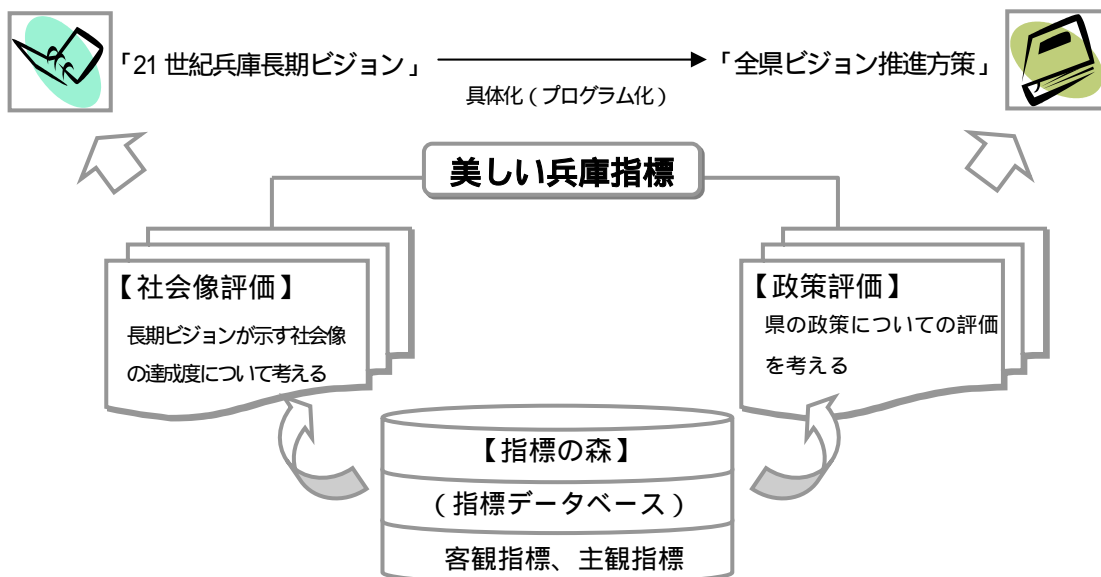 「21世紀兵庫長期ビジョン」
「全県ビジョン推進方策」
具体化(プログラム化)
美しい兵庫指標
【社会像評価】
長期ビジョンが示す社会像
の達成度について考える
【政策評価】
県の政策についての評価
を考える
【指標の森】
(指標データベース)
客観指標、主観指標